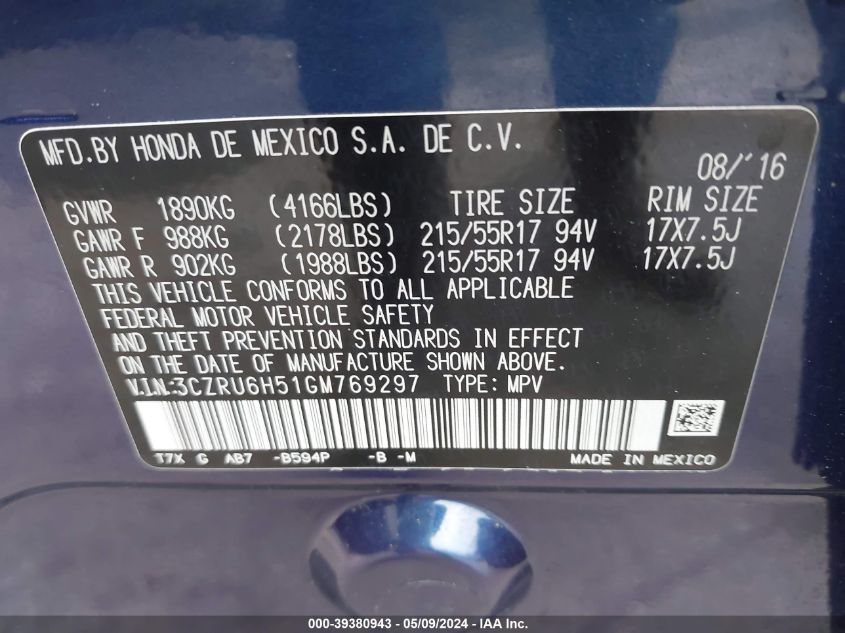 MFD.BY HONDA DE MEXICO S.A. DE C.V.
08/'16
GVWR 1890KG (4166LBS) TIRE SIZE RIM SIZE
GAWR F 988KG (2178LBS) 215/55R17 94V 17X7.5J
GAWR R 902KG (1988LBS) 215/55R17 94V 17X7.5J
THIS VEHICLE CONFORMS TO ALL APPLICABLE
FEDERAL MOTOR VEHICLE SAFETY
AND THEFT PREVENTION STANDARDS IN EFFECT
ON THE DATE OF MANUFACTURE SHOWN ABOVE.
V.I.N:3CZRU6H51GM769297 TYPE: MPV
T7X G AB7 -B594P -B -M MADE IN MEXICO
000-39380943 - 05/09/2024 - IAA Inc.